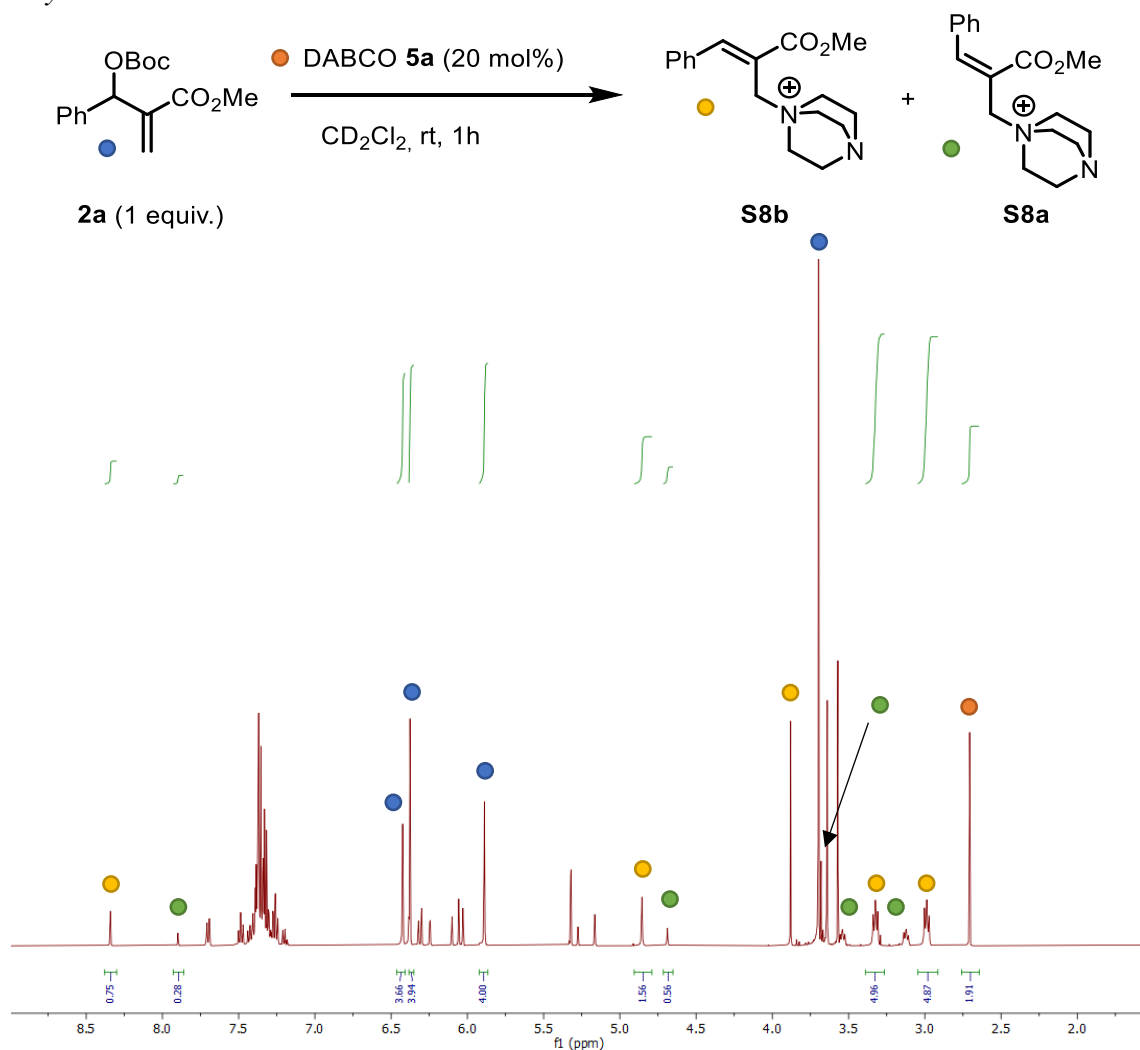 OBoc
Ph
CO₂Me
2a (1 equiv.)
DABCO 5a (20 mol%)
CD₂Cl₂, rt, 1h
Ph
CO₂Me
+
N
N
S8b
+
Ph
CO₂Me
+
N
N
S8a
0.75
0.28
3.66
3.94
4.00
1.56
0.56
4.96
4.87
1.91
8.5 8.0 7.5 7.0 6.5 6.0 5.5 5.0 4.5 4.0 3.5 3.0 2.5 2.0
f1 (ppm)